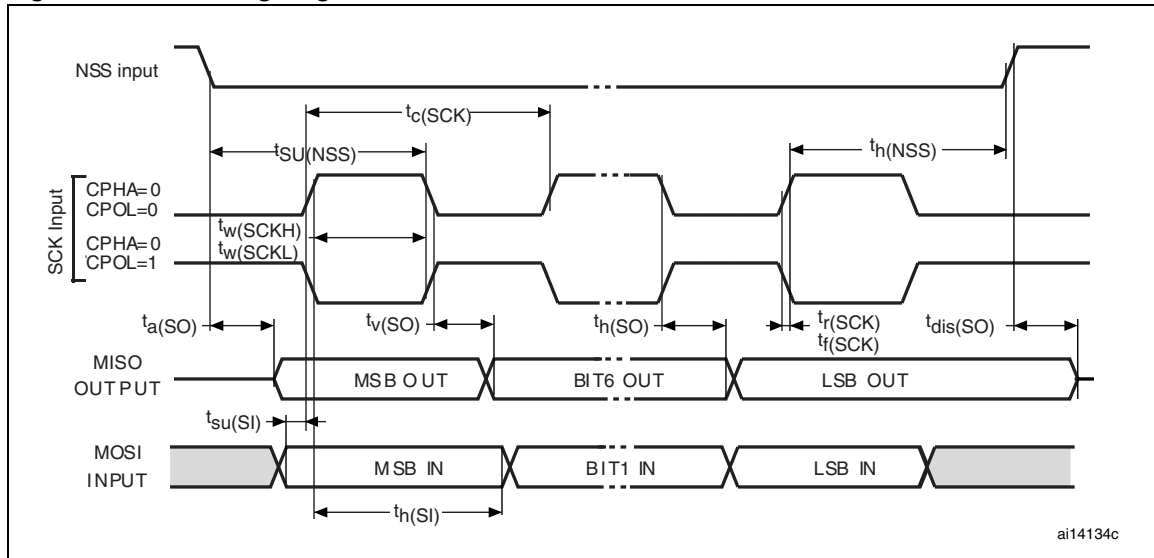 NSS input
tc(SCK)
tSU(NSS)
th(NSS)
SCK Input
CPHA=0
CPOL=0
tw(SCKH)
CPHA=0
tw(SCKL)
CPOL=1
ta(SO)
tv(SO)
th(SO)
tr(SCK)
tf(SCK)
tdis(SO)
MISO
OUTPUT
MSB OUT
BIT6 OUT
LSB OUT
tsu(SI)
MOSI
INPUT
MSB IN
BIT1 IN
LSB IN
th(SI)
ai14134c